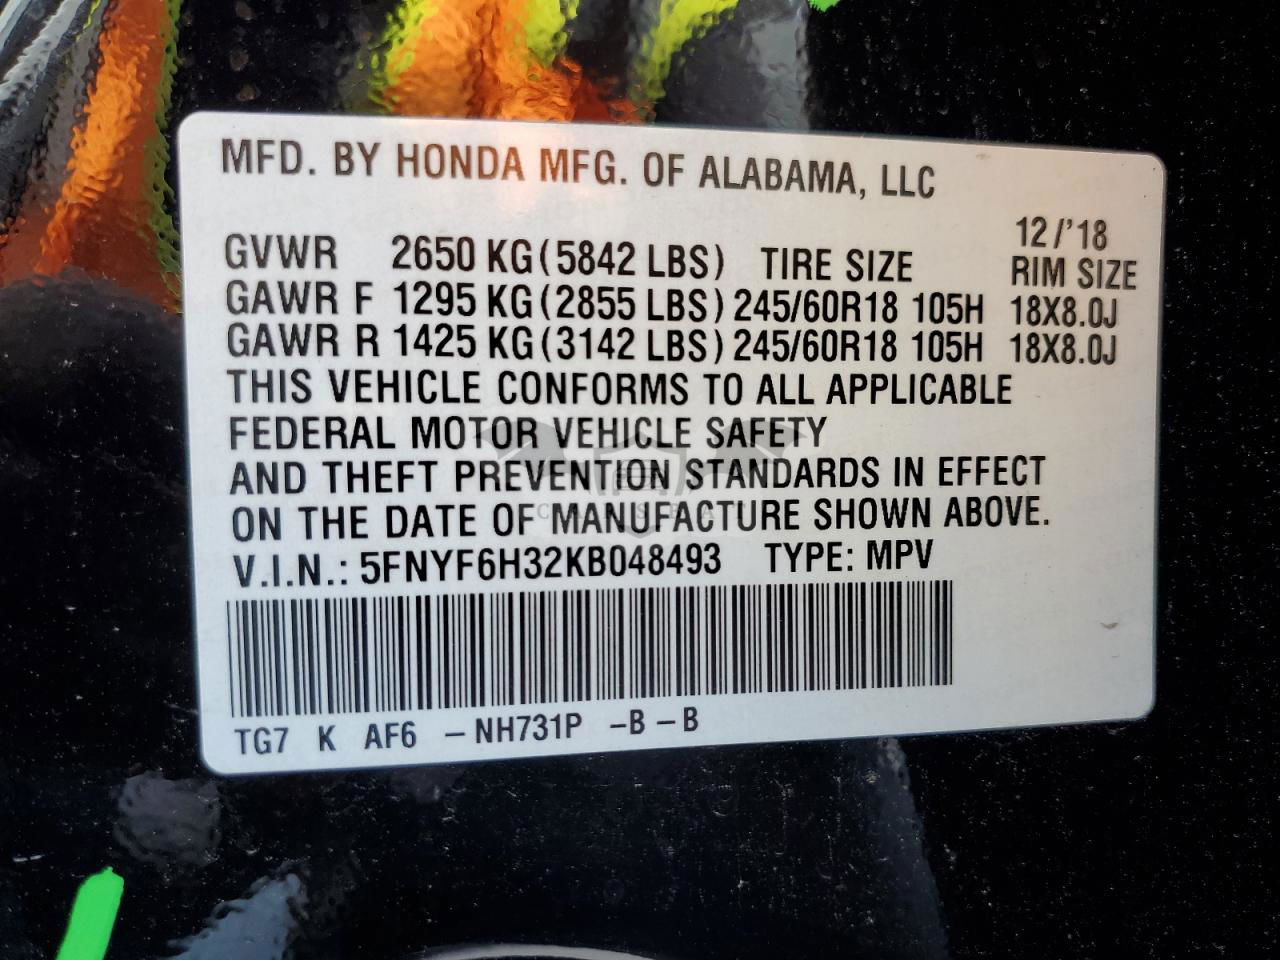 MFD. BY HONDA MFG. OF ALABAMA, LLC
12/'18
GVWR 2650 KG (5842 LBS) TIRE SIZE RIM SIZE
GAWR F 1295 KG (2855 LBS) 245/60R18 105H 18X8.0J
GAWR R 1425 KG (3142 LBS) 245/60R18 105H 18X8.0J
THIS VEHICLE CONFORMS TO ALL APPLICABLE
FEDERAL MOTOR VEHICLE SAFETY
AND THEFT PREVENTION STANDARDS IN EFFECT
ON THE DATE OF MANUFACTURE SHOWN ABOVE.
V.I.N.: 5FNYF6H32KB048493 TYPE: MPV
TG7 K AF6 –NH731P –B–B